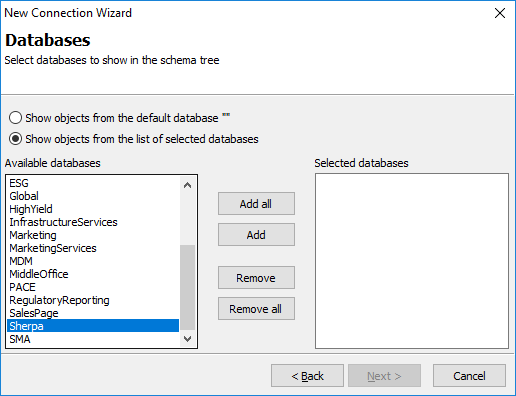 New Connection Wizard
Databases
Select databases to show in the schema tree
Show objects from the default database ""
Show objects from the list of selected databases
Available databases
Selected databases
ESG
Global
HighYield
InfrastructureServices
Marketing
MarketingServices
MDM
MiddleOffice
PACE
RegulatoryReporting
SalesPage
Sherpa
SMA
Add all
Add
Remove
Remove all
< Back
Next >
Cancel